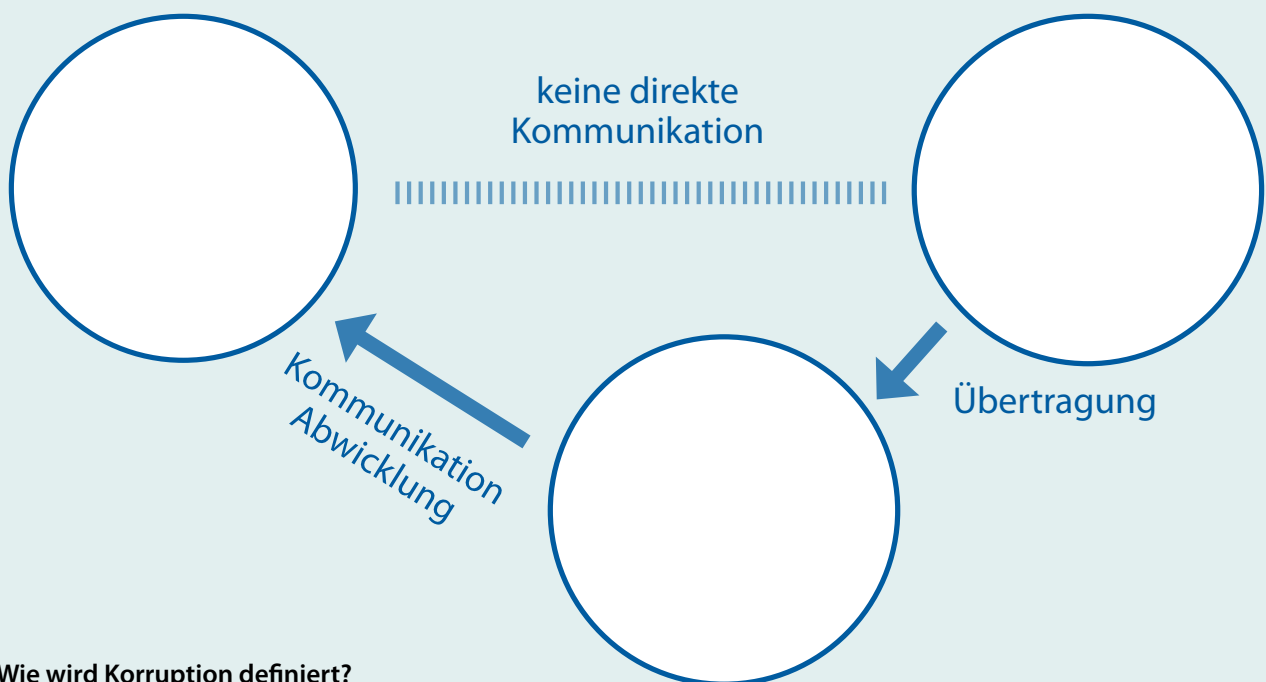 keine direkte
Kommunikation
Kommunikation
Abwicklung
Übertragung
Wie wird Korruption definiert?